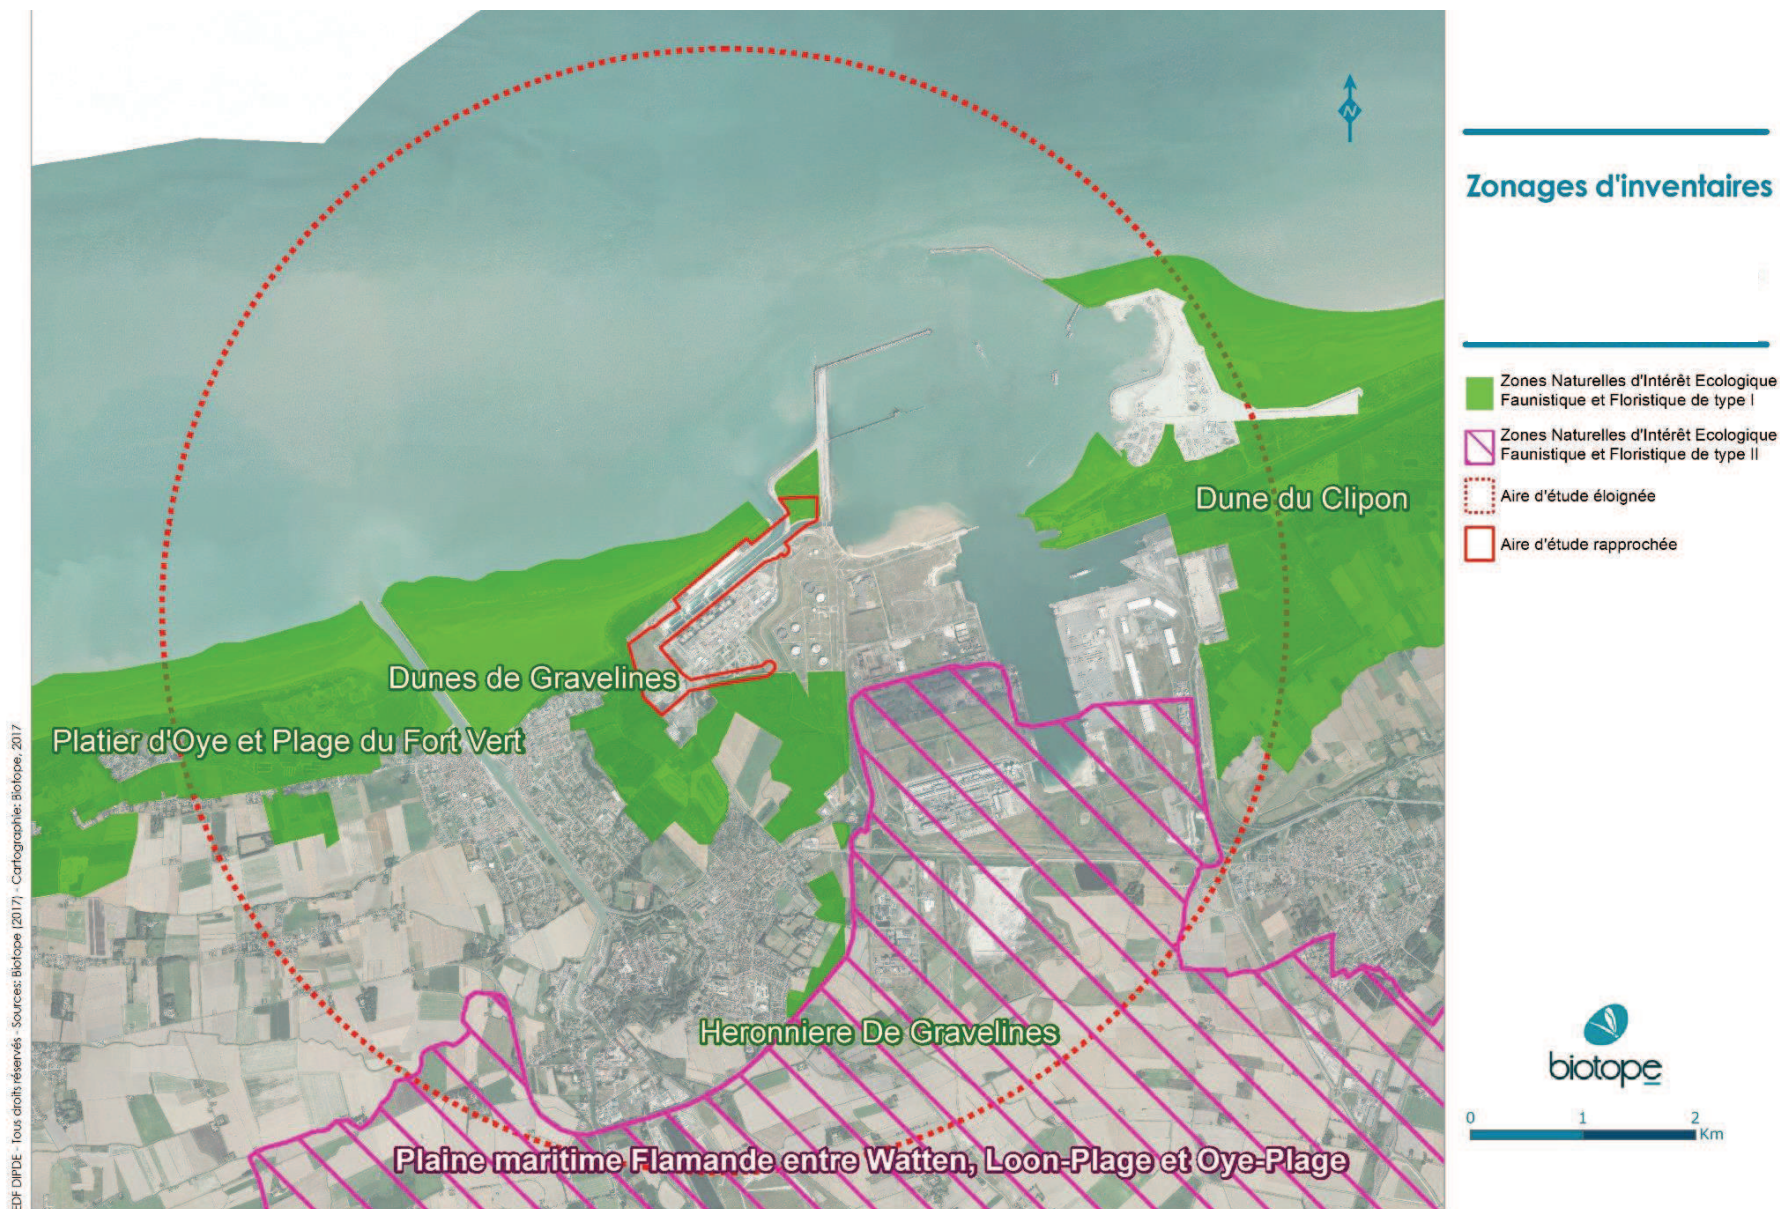 N
Zonages d'inventaires
Zones Naturelles d'Intérêt Ecologique
Faunistique et Floristique de type I
Zones Naturelles d'Intérêt Ecologique
Faunistique et Floristique de type II
Aire d'étude éloignée
Aire d'étude rapprochée
Dune du Clipon
Dunes de Gravelines
Platier d'Oye et Plage du Fort Vert
Heronniere De Gravelines
Plaine maritime Flamande entre Watten, Loon-Plage et Oye-Plage
biotope
0 1 2
Km
EDF DIPDE - Tous droits réservés - Sources: Biotope (2017) - Cartographie: Biotope, 2017